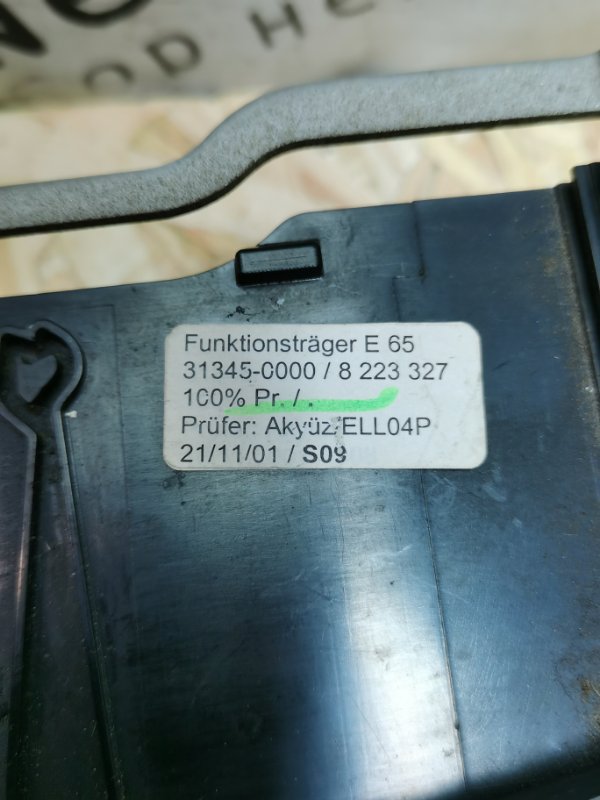 Funktionsträger E 65
31345-0000 / 8 223 327
100% Pr. / .
Prüfer: Akyüz/ELL04P
21/11/01 / S09